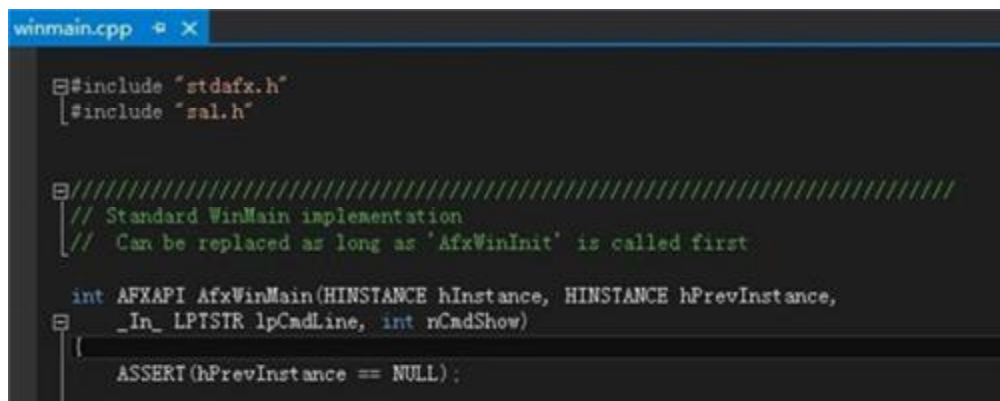 winmain.cpp
#include "stdafx.h"
#include "sal.h"
/////////////////////////////////////////////////////////////////////////////
// Standard WinMain implementation
//  Can be replaced as long as 'AfxWinInit' is called first
int AFXAPI AfxWinMain(HINSTANCE hInstance, HINSTANCE hPrevInstance,
_In_ LPTSTR lpCmdLine, int nCmdShow)
{
ASSERT(hPrevInstance == NULL);